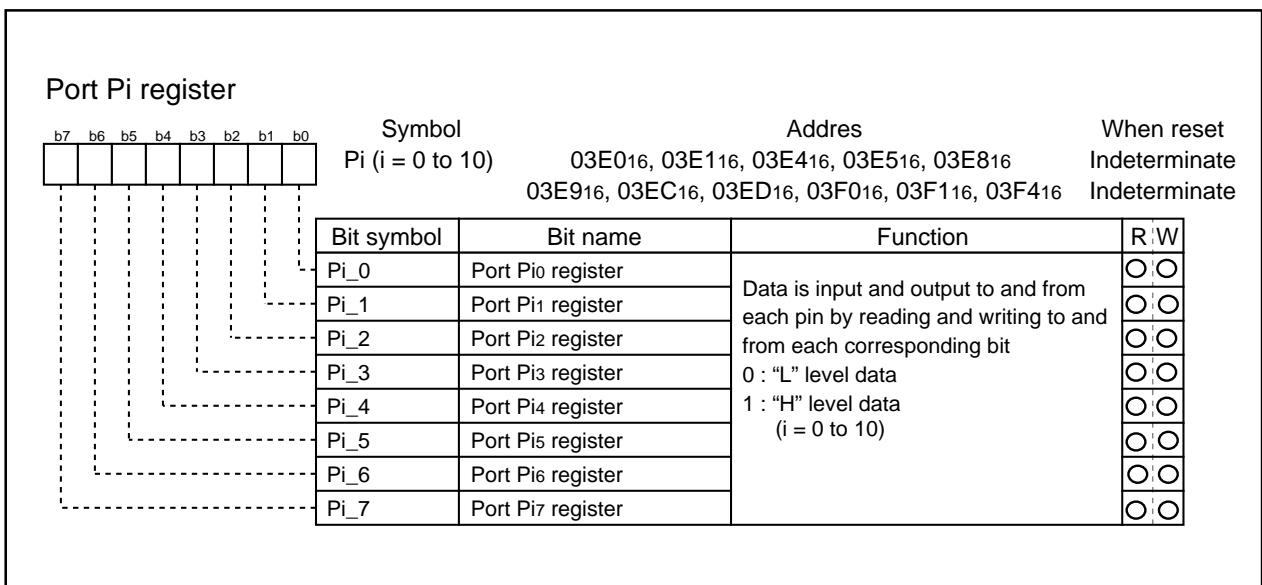 Port Pi register
b7 b6 b5 b4 b3 b2 b1 b0
Symbol Addres When reset
Pi (i = 0 to 10) 03E016, 03E116, 03E416, 03E516, 03E816 Indeterminate
03E916, 03EC16, 03ED16, 03F016, 03F116, 03F416 Indeterminate
Bit symbol Bit name Function R W
Pi_0 Port Pi0 register
Pi_1 Port Pi1 register
Pi_2 Port Pi2 register
Pi_3 Port Pi3 register
Pi_4 Port Pi4 register
Pi_5 Port Pi5 register
Pi_6 Port Pi6 register
Pi_7 Port Pi7 register
Data is input and output to and from
each pin by reading and writing to and
from each corresponding bit
0 : “L” level data
1 : “H” level data
(i = 0 to 10)